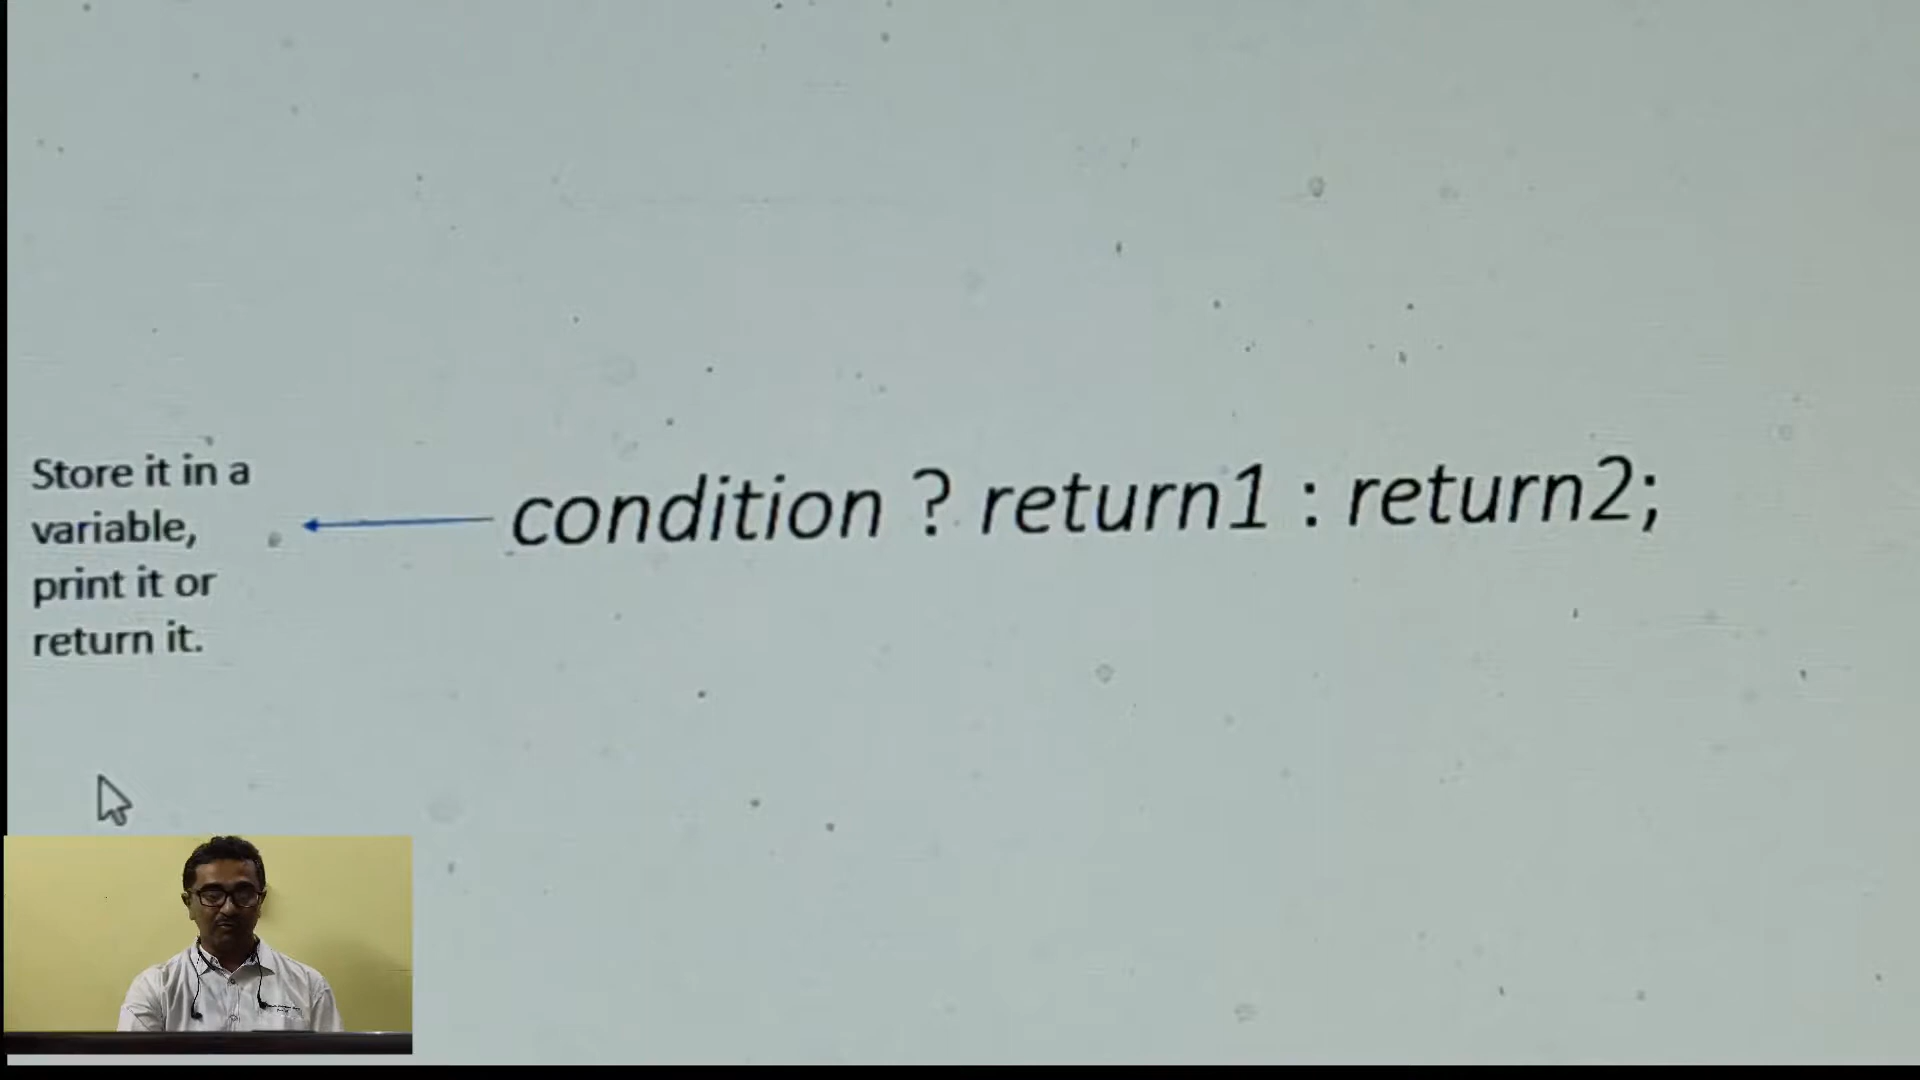 Store it in a
variable,
print it or
return it.
condition ? return1 : return2;